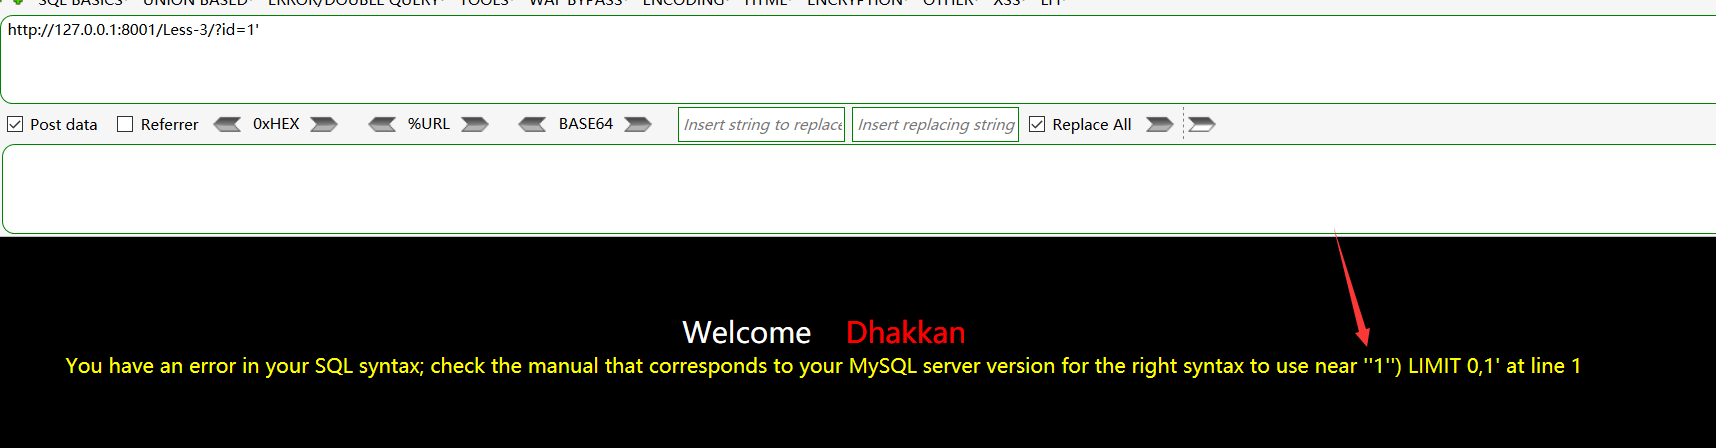 SQL BASICS UNION BASED ERROR/DOUBLE QUERY TOOLS WAF BYPASS ENCODING HTML ENCRYPTION OTHER XSS LFI
http://127.0.0.1:8001/Less-3/?id=1'
Post data Referrer 0xHEX %URL BASE64 Insert string to replace Insert replacing string Replace All
Welcome Dhakkan
You have an error in your SQL syntax; check the manual that corresponds to your MySQL server version for the right syntax to use near ''1'') LIMIT 0,1' at line 1